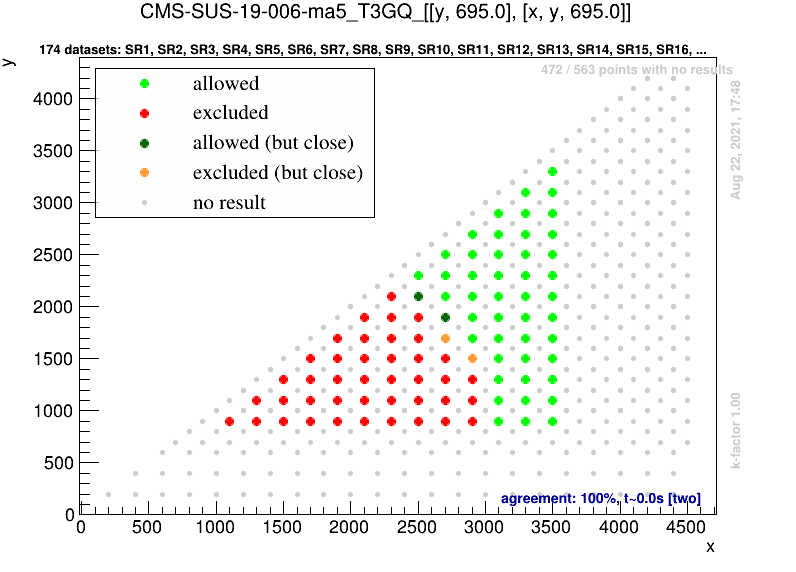 CMS-SUS-19-006-ma5_T3GQ_[[y, 695.0], [x, y, 695.0]]
174 datasets: SR1, SR2, SR3, SR4, SR5, SR6, SR7, SR8, SR9, SR10, SR11, SR12, SR13, SR14, SR15, SR16, ...
y
472 / 563 points with no results
allowed
excluded
allowed (but close)
excluded (but close)
no result
4000
3500
3000
2500
2000
1500
1000
500
0
Aug 22, 2021, 17:48
k-factor 1.00
agreement: 100%, t~0.0s [two]
0 500 1000 1500 2000 2500 3000 3500 4000 4500
x